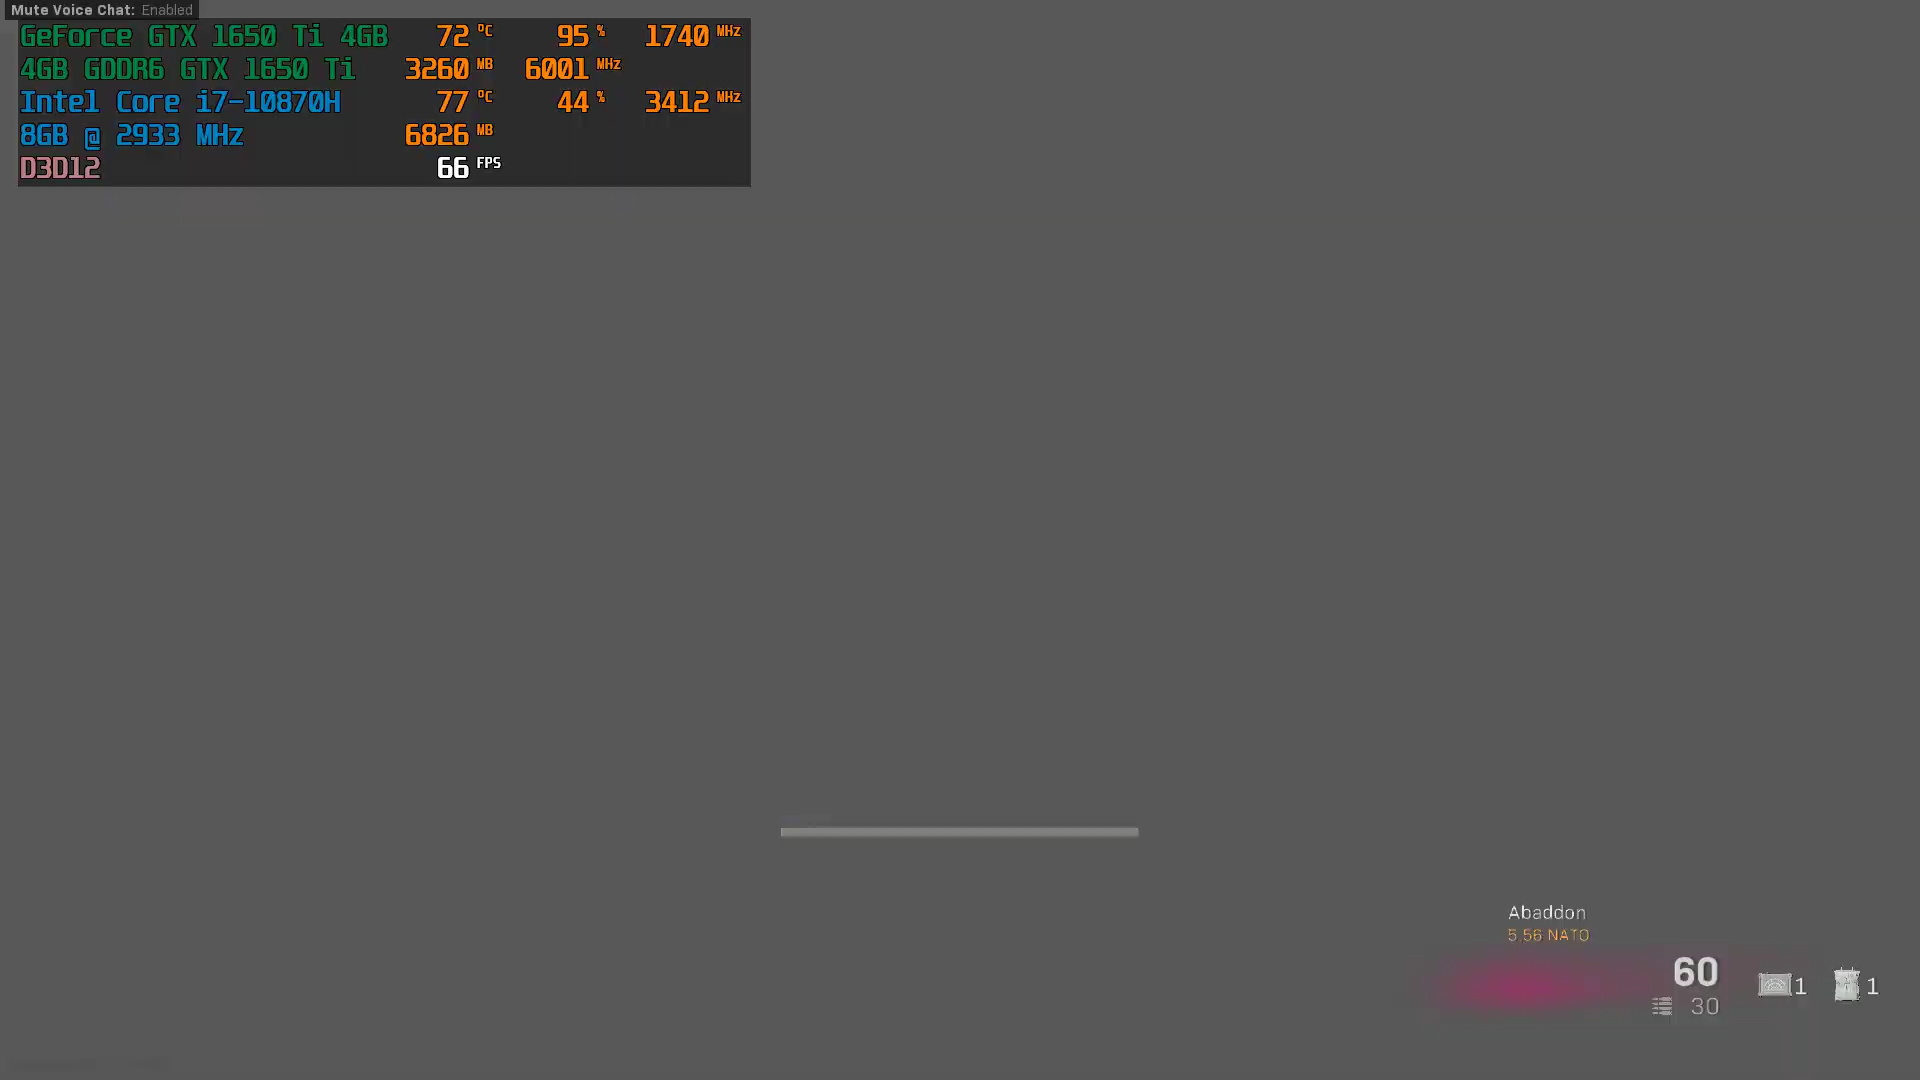 Mute Voice Chat: Enabled
GeForce GTX 1650 Ti 4GB 72 °C 95 % 1740 MHz
4GB GDDR6 GTX 1650 Ti 3260 MB 6001 MHz
Intel Core i7-10870H 77 °C 44 % 3412 MHz
8GB @ 2933 MHz 6826 MB
D3D12 66 FPS
Abaddon
5.56 NATO
60
30
1
1